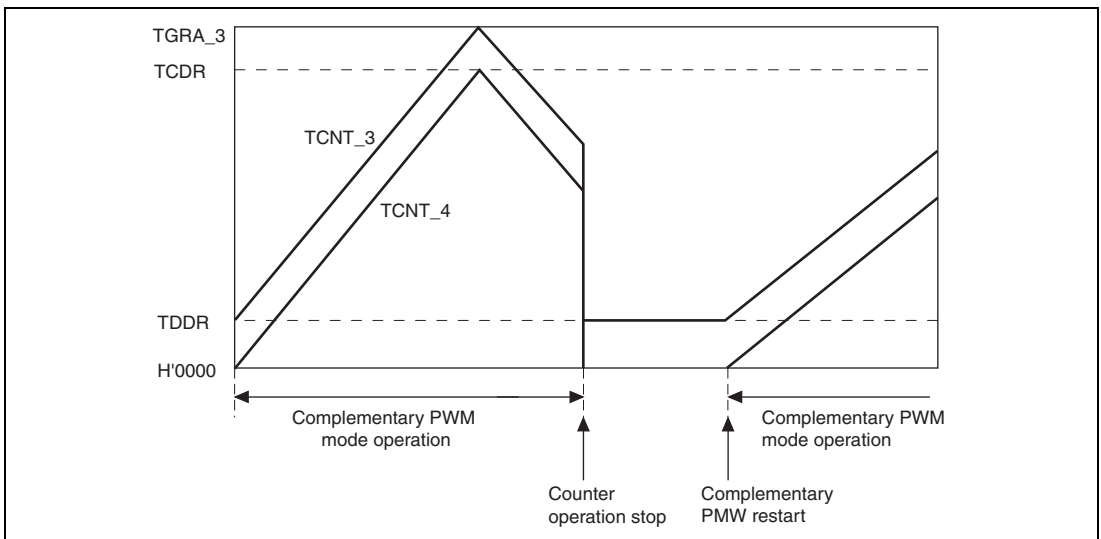 TGRA_3
TCDR
TCNT_3
TCNT_4
TDDR
H'0000
Complementary PWM
mode operation
Complementary PWM
mode operation
Counter
operation stop
Complementary
PMW restart